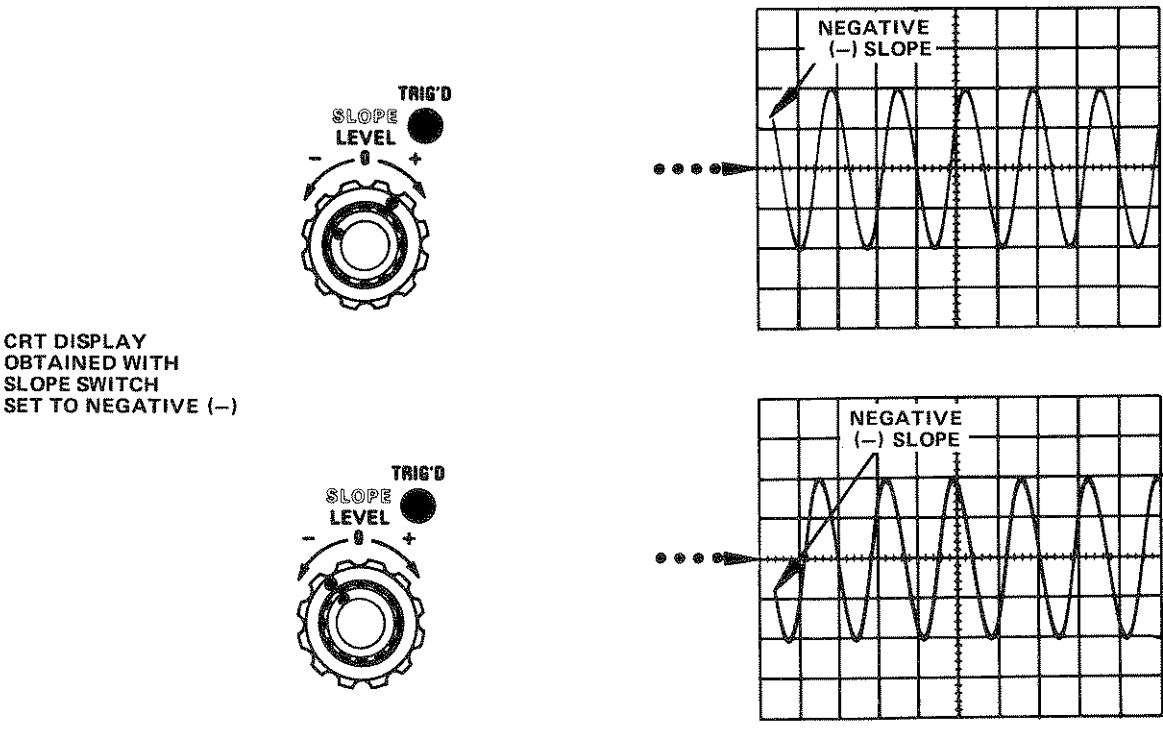 NEGATIVE
(—) SLOPE
TRIG'D
SLOPE
LEVEL
— 0 +
CRT DISPLAY
OBTAINED WITH
SLOPE SWITCH
SET TO NEGATIVE (—)
NEGATIVE
(—) SLOPE
TRIG'D
SLOPE
LEVEL
— 0 +